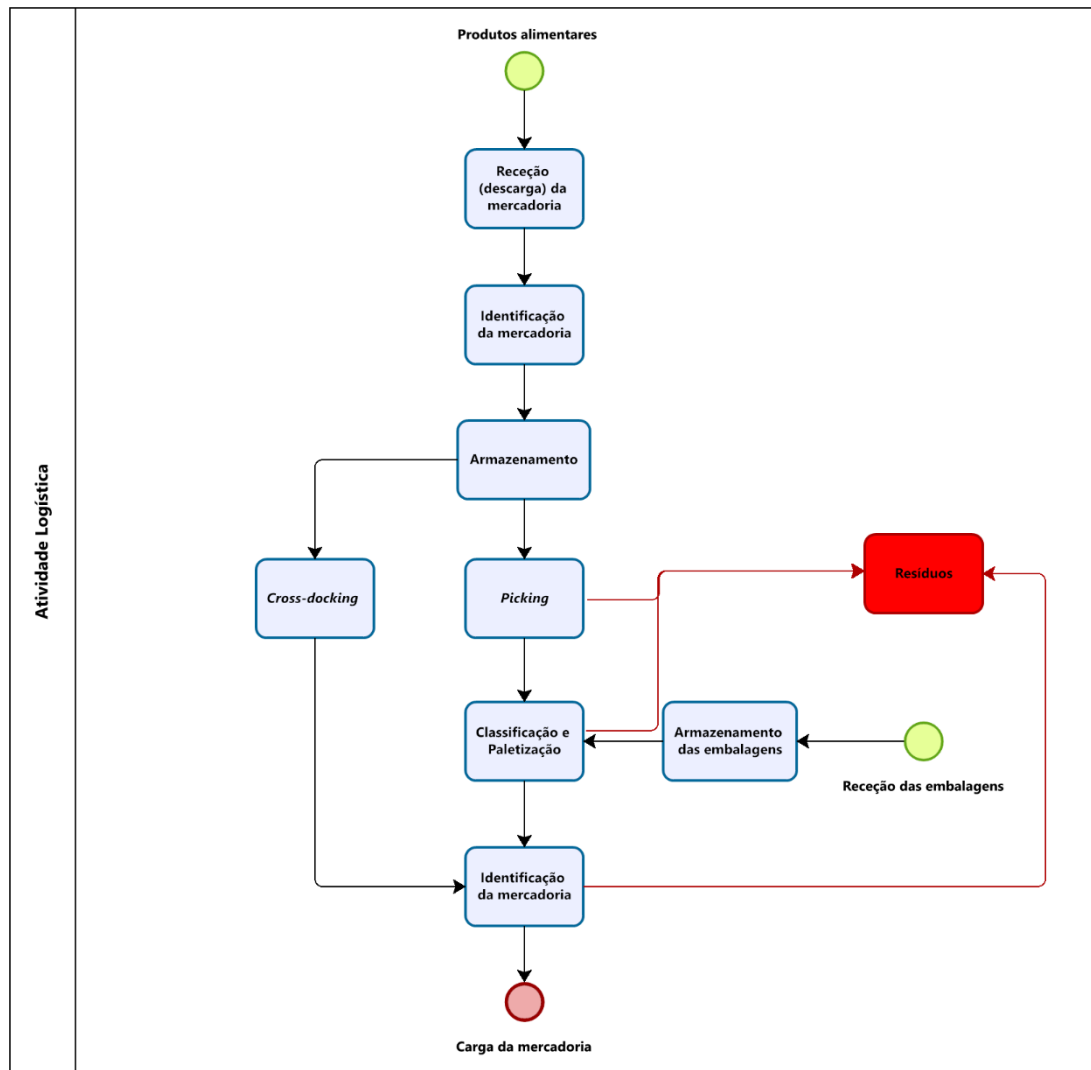 Produtos alimentares
Receção
(descarga) da
mercadoria
Identificação
da mercadoria
Armazenamento
Atividade Logística
Cross-docking
Picking
Resíduos
Classificação e
Paletização
Armazenamento
das embalagens
Receção das embalagens
Identificação
da mercadoria
Carga da mercadoria